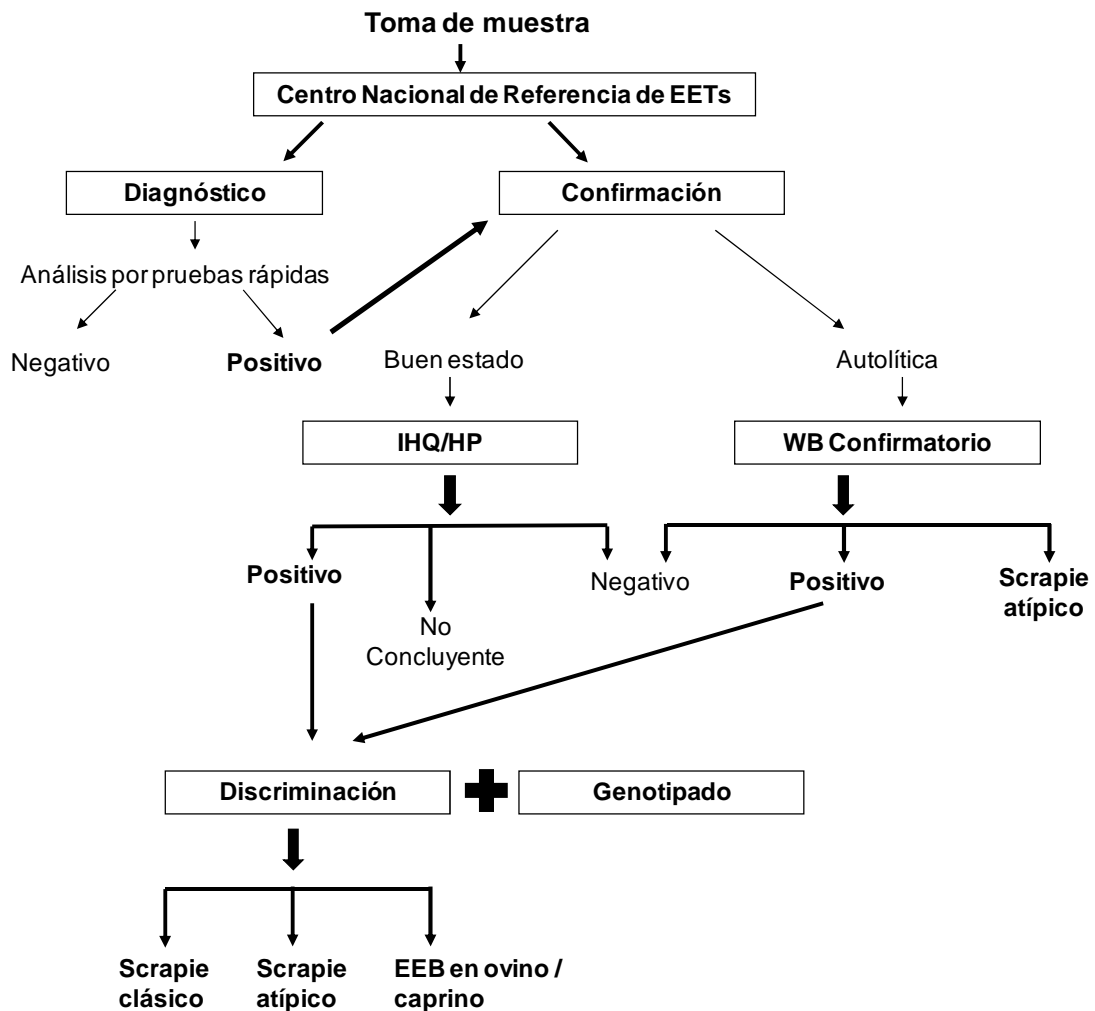 Toma de muestra
Centro Nacional de Referencia de EETs
Diagnóstico
Confirmación
Análisis por pruebas rápidas
Negativo
Positivo
Buen estado
Autolítica
IHQ/HP
WB Confirmatorio
Positivo
No
Concluyente
Negativo
Positivo
Scrapie
atípico
Discriminación
Genotipado
Scrapie
clásico
Scrapie
atípico
EEB en ovino /
caprino